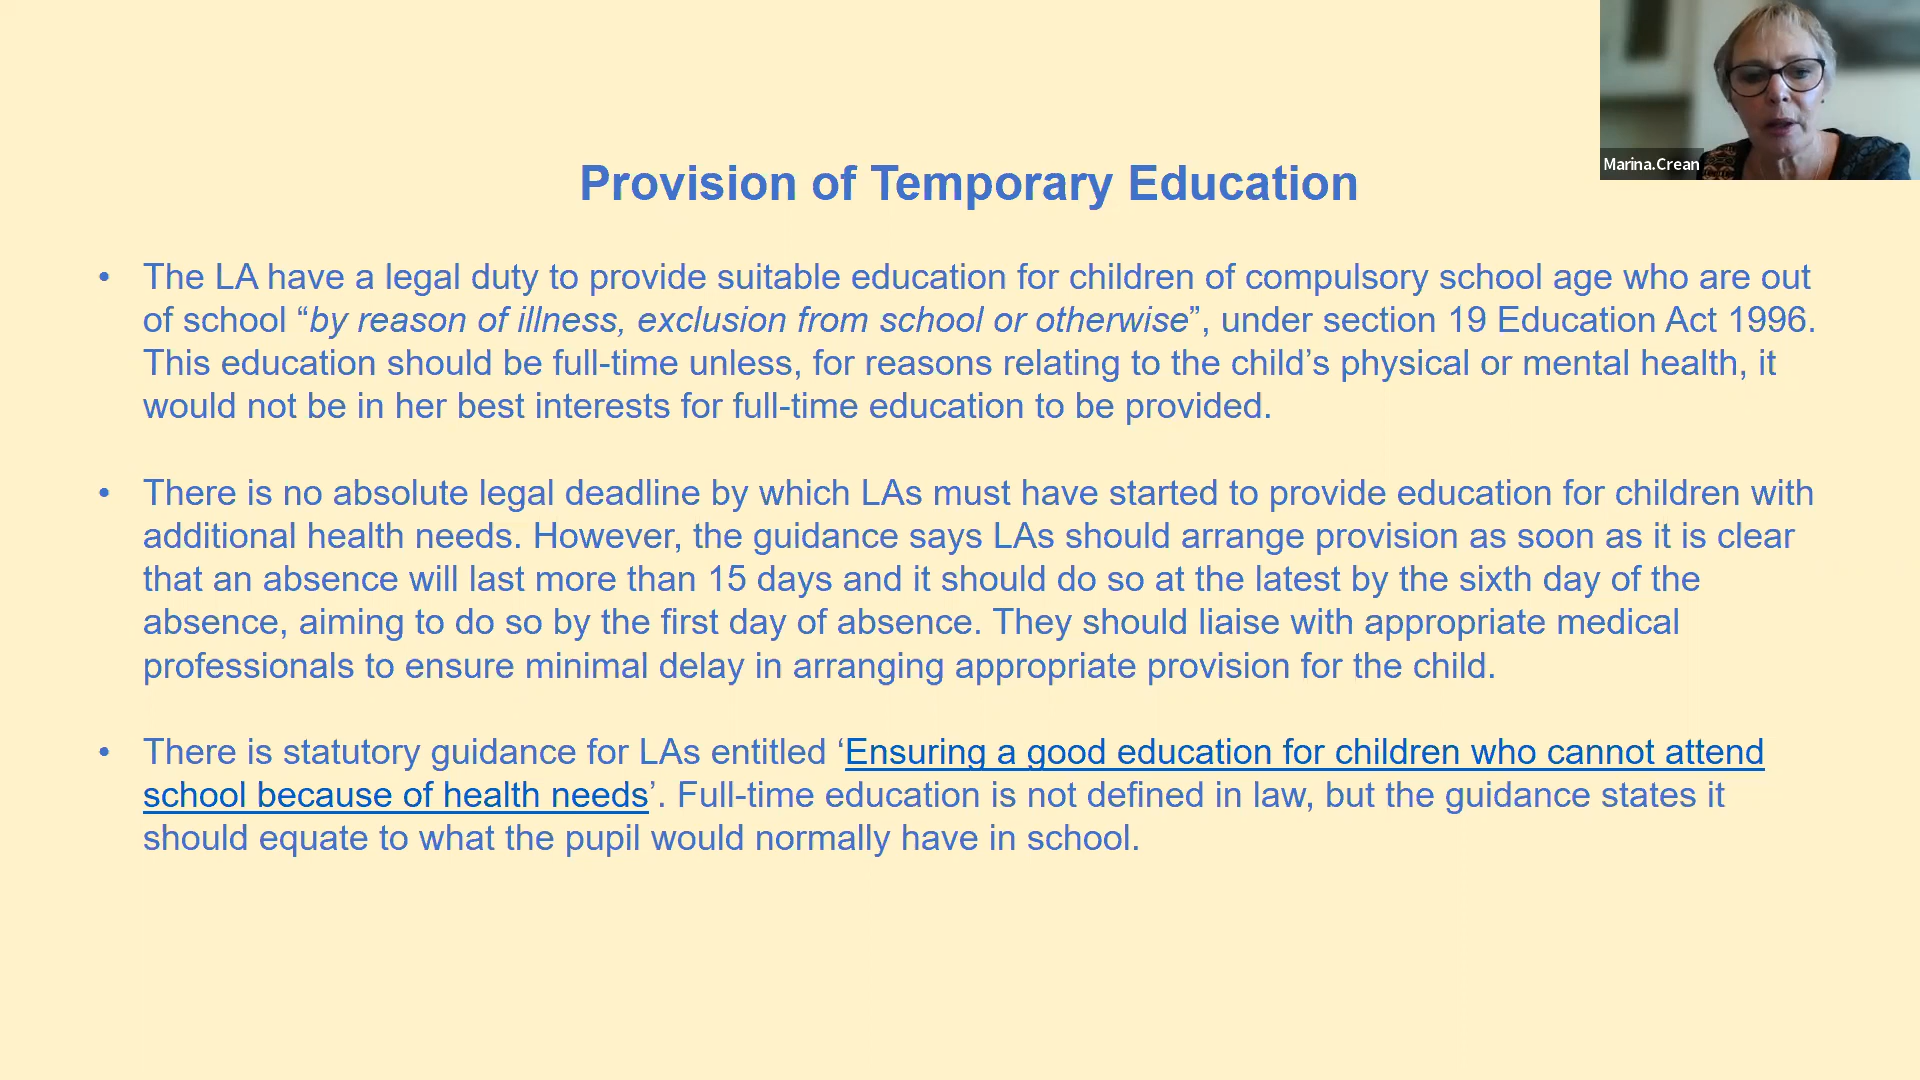 Marina.Crean
Provision of Temporary Education
• The LA have a legal duty to provide suitable education for children of compulsory school age who are out
of school “by reason of illness, exclusion from school or otherwise”, under section 19 Education Act 1996.
This education should be full-time unless, for reasons relating to the child’s physical or mental health, it
would not be in her best interests for full-time education to be provided.
• There is no absolute legal deadline by which LAs must have started to provide education for children with
additional health needs. However, the guidance says LAs should arrange provision as soon as it is clear
that an absence will last more than 15 days and it should do so at the latest by the sixth day of the
absence, aiming to do so by the first day of absence. They should liaise with appropriate medical
professionals to ensure minimal delay in arranging appropriate provision for the child.
• There is statutory guidance for LAs entitled ‘Ensuring a good education for children who cannot attend
school because of health needs’. Full-time education is not defined in law, but the guidance states it
should equate to what the pupil would normally have in school.